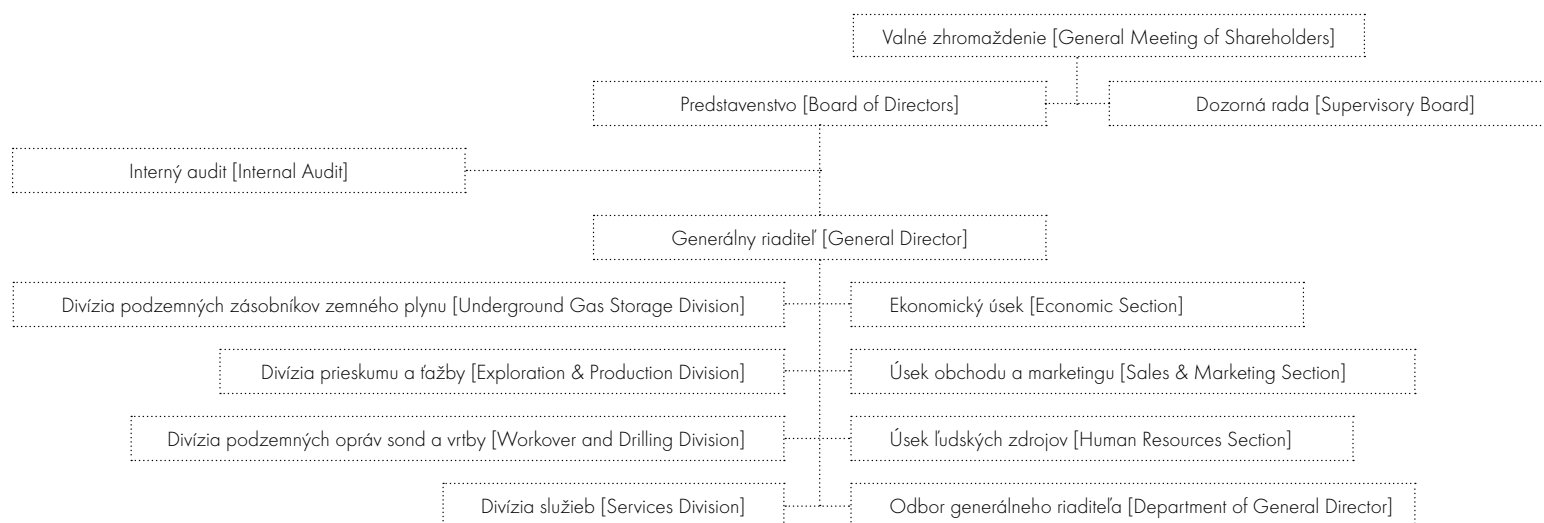 Valné zhromaždenie [General Meeting of Shareholders]
Predstavenstvo [Board of Directors]
Dozorná rada [Supervisory Board]
Interný audit [Internal Audit]
Generálny riaditeľ [General Director]
Divízia podzemných zásobníkov zemného plynu [Underground Gas Storage Division]
Ekonomický úsek [Economic Section]
Divízia prieskumu a ťažby [Exploration & Production Division]
Úsek obchodu a marketingu [Sales & Marketing Section]
Divízia podzemných opráv sond a vrtby [Workover and Drilling Division]
Úsek ľudských zdrojov [Human Resources Section]
Divízia služieb [Services Division]
Odbor generálneho riaditeľa [Department of General Director]